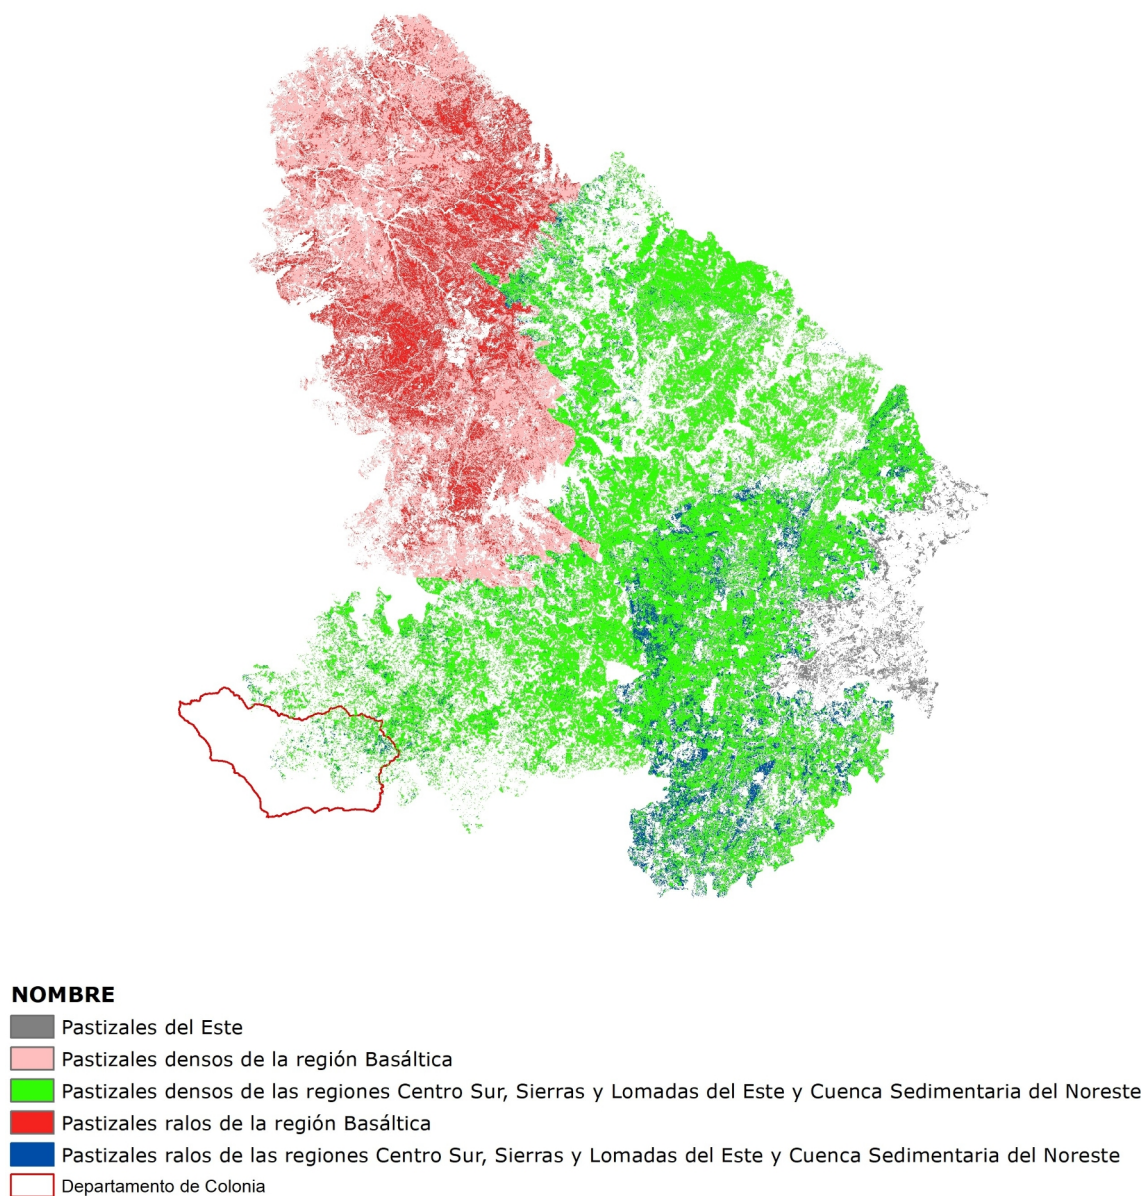 NOMBRE
Pastizales del Este
Pastizales densos de la región Basáltica
Pastizales densos de las regiones Centro Sur, Sierras y Lomadas del Este y Cuenca Sedimentaria del Noreste
Pastizales ralos de la región Basáltica
Pastizales ralos de las regiones Centro Sur, Sierras y Lomadas del Este y Cuenca Sedimentaria del Noreste
Departamento de Colonia